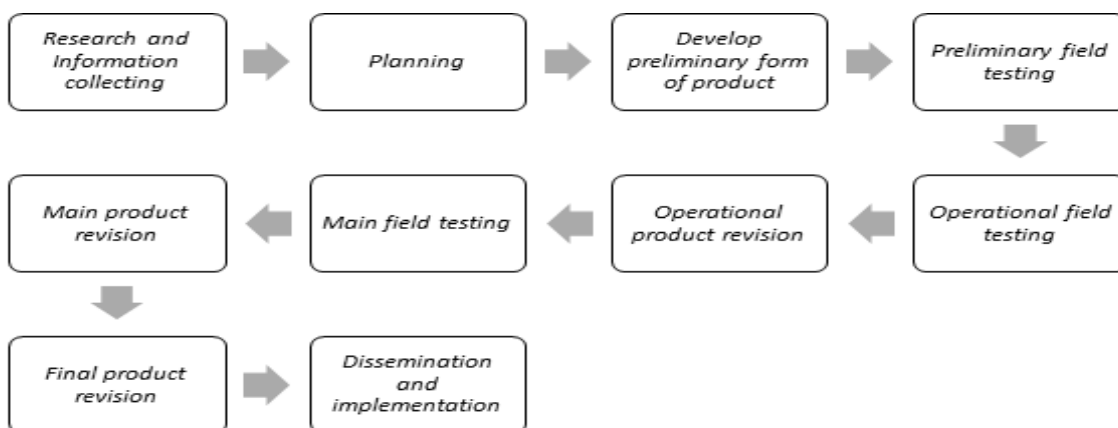 Research and
Information
collecting
Planning
Develop
preliminary form
of product
Preliminary field
testing
Operational field
testing
Operational
product revision
Main field testing
Main product
revision
Final product
revision
Dissemination
and
implementation